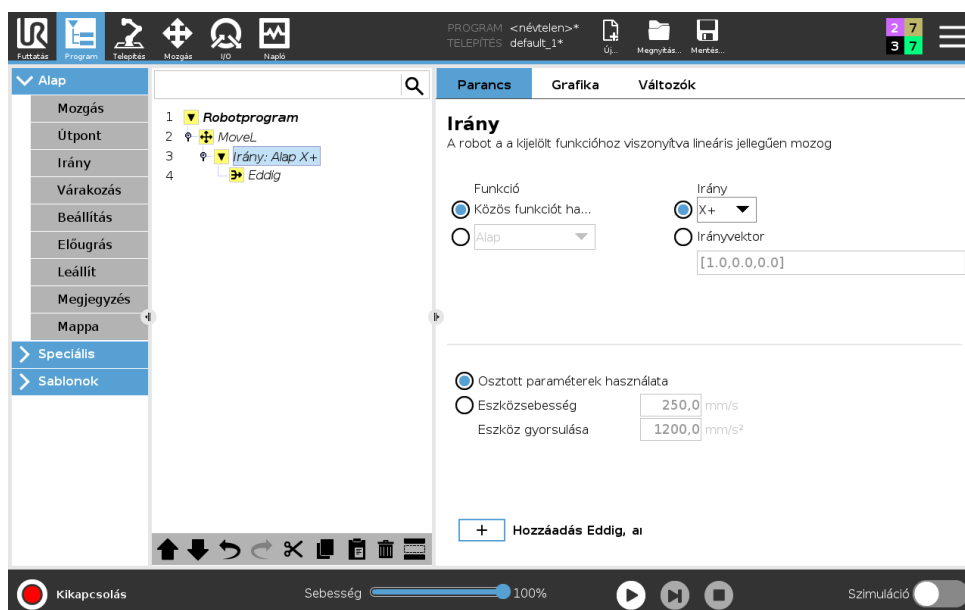 PROGRAM <névtelen>*
TELEPÍTÉS default_1*
Futtatás Program Telepítés Mozgás I/O Napló
Új... Megnyitás... Mentés...
2 7
3 7
Alap
Mozgás
Útpont
Irány
Várakozás
Beállítás
Előugrás
Leállít
Megjegyzés
Mappa
Speciális
Sablonok
1 Robotprogram
2 MoveL
3 Irány: Alap X+
4 Eddig
Parancs Grafika Változók
Irány
A robot a a kijelölt funkcióhoz viszonyítva lineáris jellegűen mozog
Funkció Irány
Közös funkciót ha... X+
Alap Irányvektor
[1.0,0.0,0.0]
Osztott paraméterek használata
Eszközsebesség 250,0 mm/s
Eszköz gyorsulása 1200,0 mm/s²
+ Hozzáadás Eddig, ai
Kikapcsolás Sebesség 100% Szimuláció